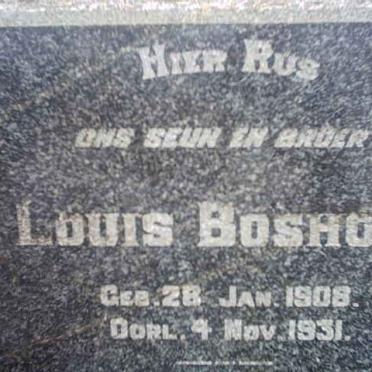 HIER RUS
ONS SEUN EN BROER
LOUIS BOSHO
GEB. 28 JAN. 1908.
OORL. 4 NOV. 1931.